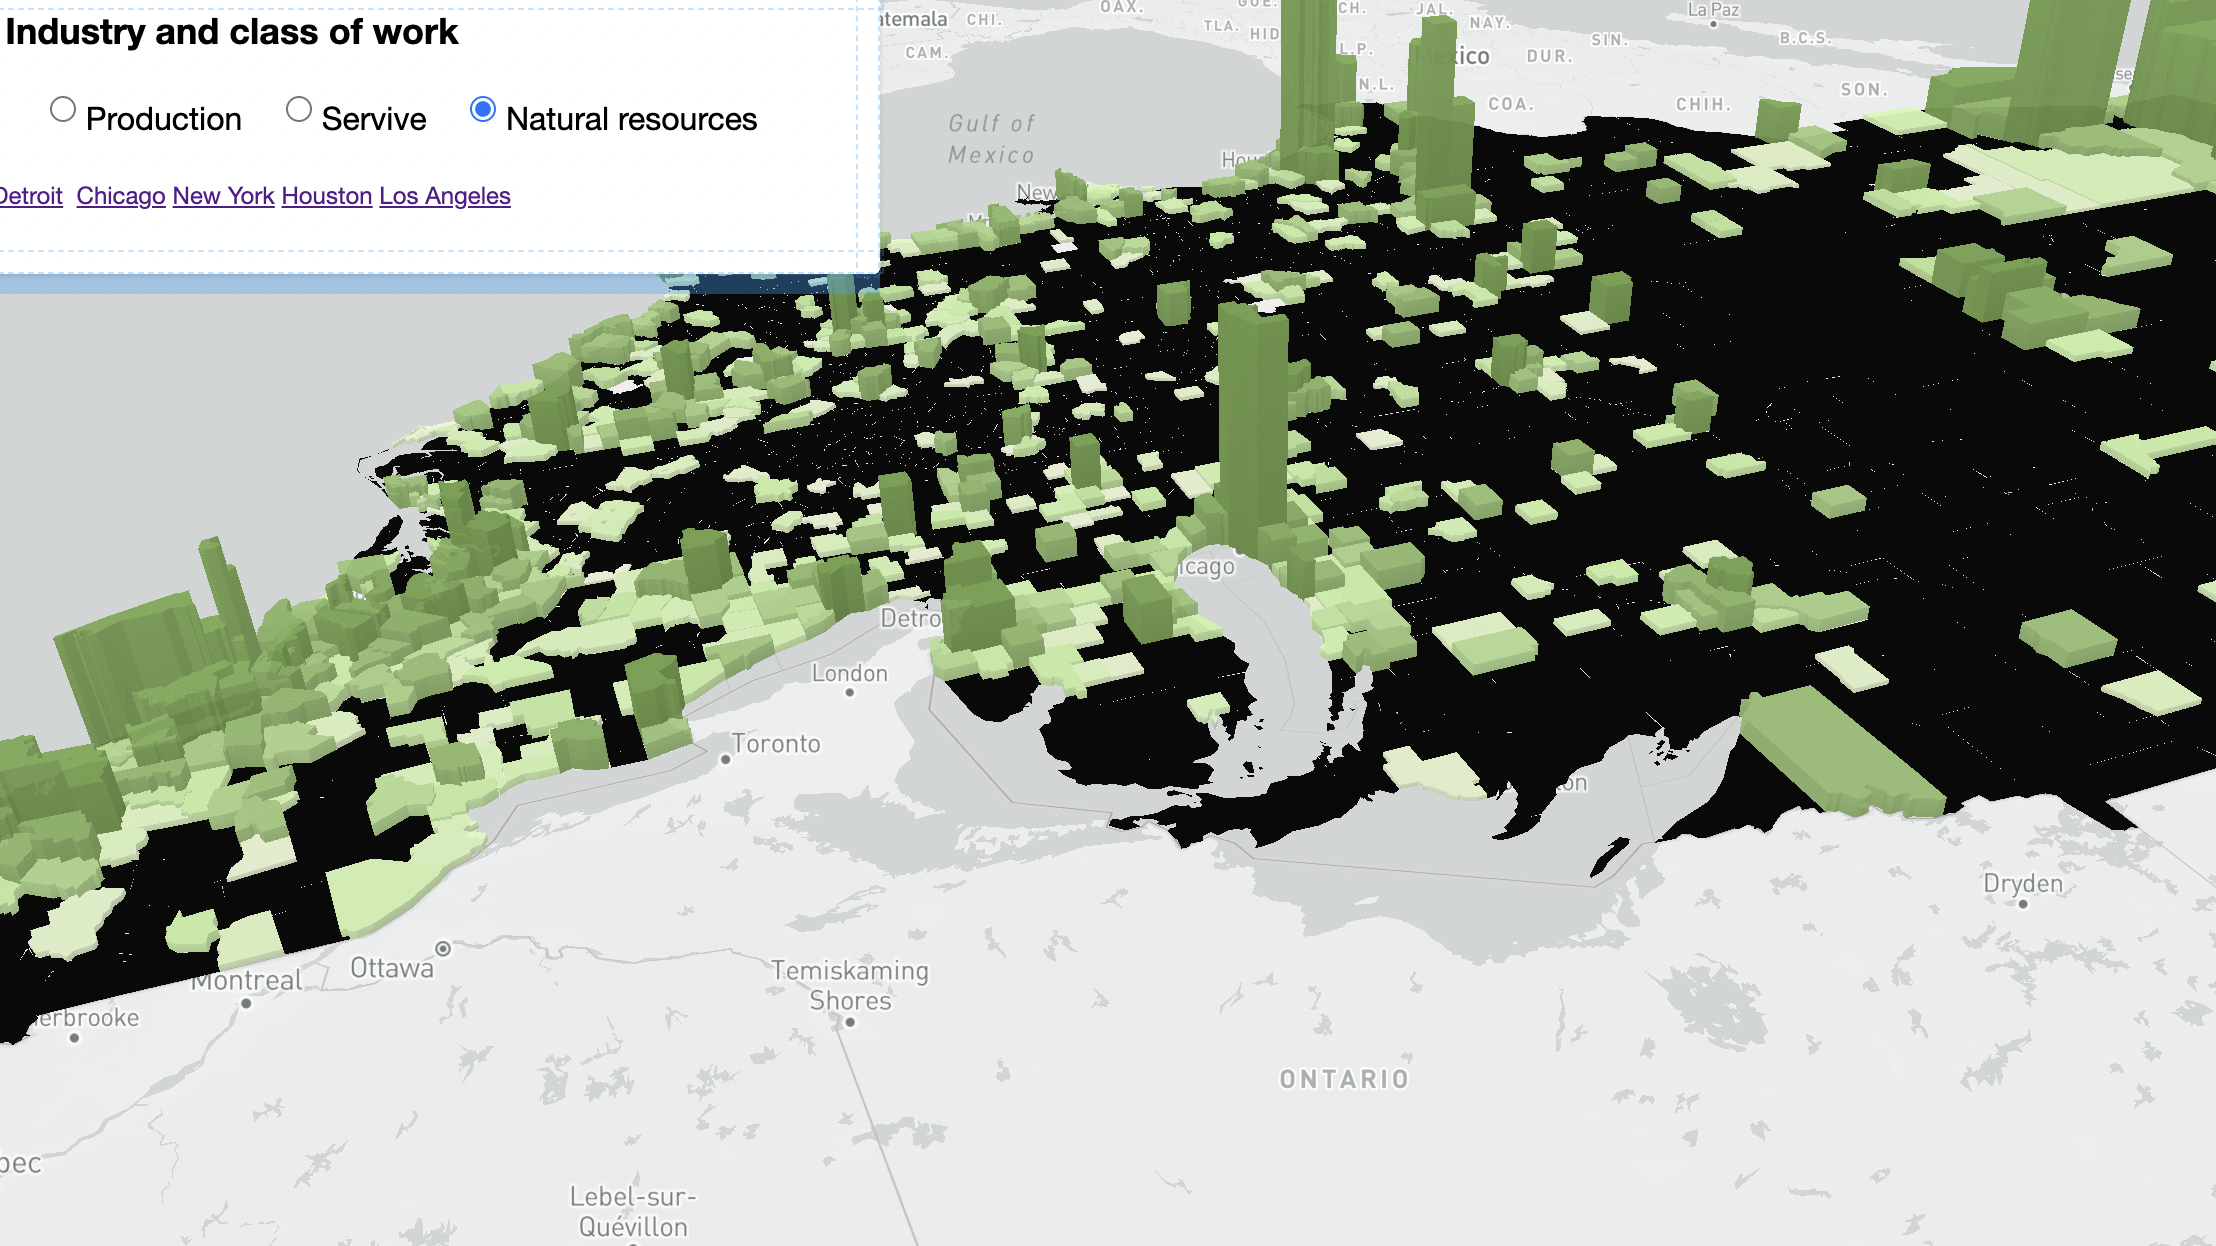 Industry and class of work
Production Servive Natural resources
Detroit Chicago New York Houston Los Angeles
atemala
CHI.
CAM.
OAX.
GUE.
TLA.
HID
CH.
L.P.
N.L.
JAL.
NAY.
Mexico
DUR.
SIN.
COA.
CHIH.
SON.
La Paz
B.C.S.
Gulf of
Mexico
Hou
New
icago
Detro
London
Toronto
Montreal
Ottawa
erbrooke
Temiskaming
Shores
Dryden
ONTARIO
Lebel-sur-
Quévillon